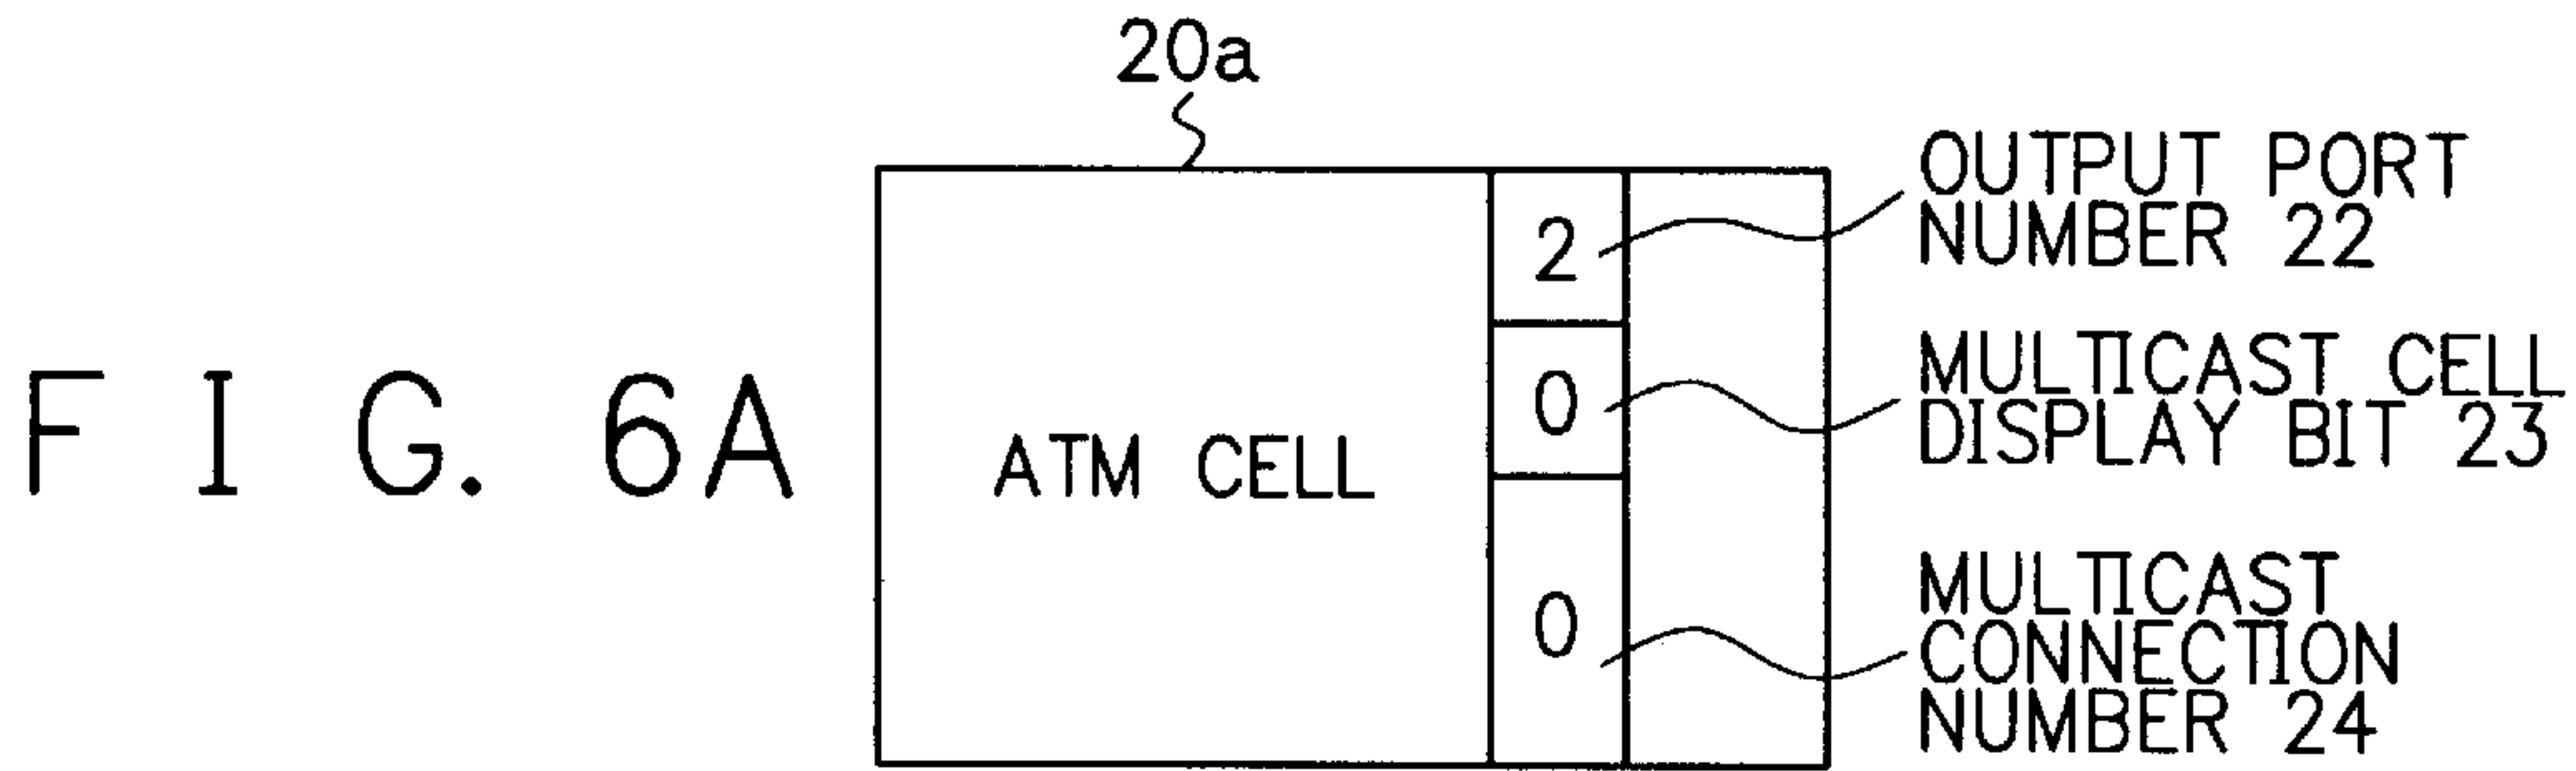 20a
F I G. 6A
ATM CELL
2
0
0
OUTPUT PORT
NUMBER 22
MULTICAST CELL
DISPLAY BIT 23
MULTICAST
CONNECTION
NUMBER 24